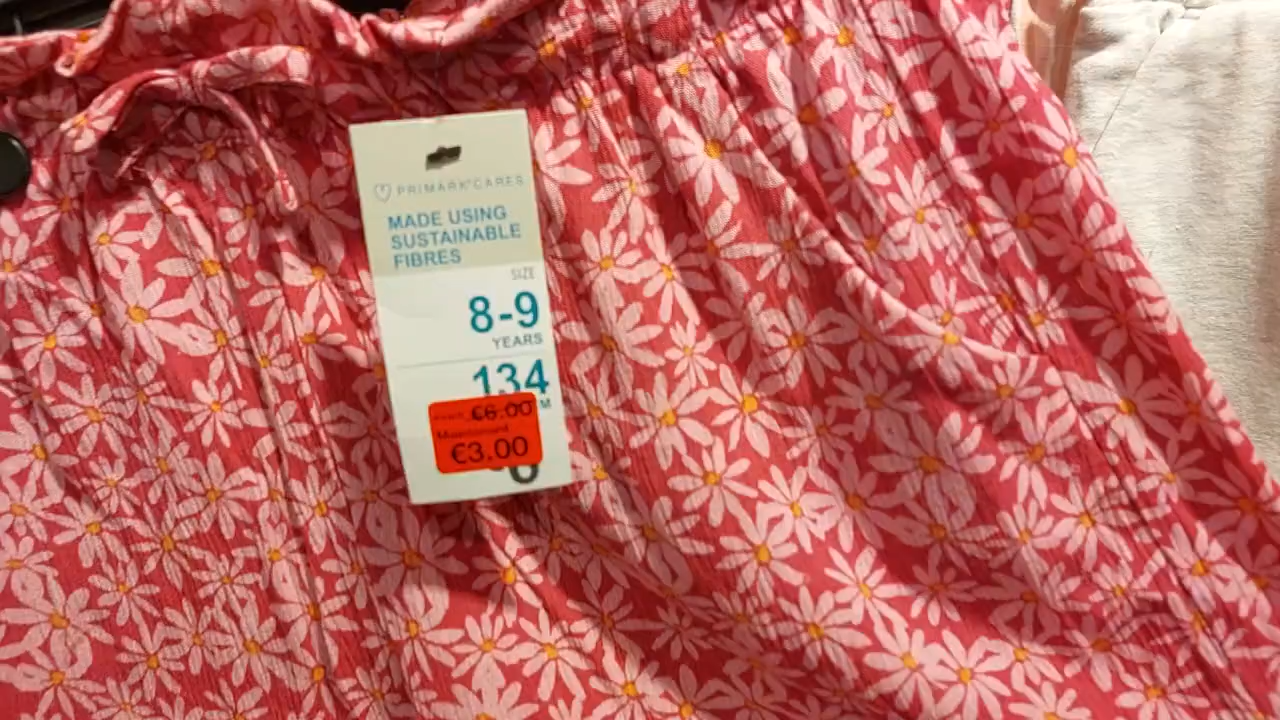 PRIMARK CARES
MADE USING
SUSTAINABLE
FIBRES
SIZE
8-9
YEARS
134
M
€6.00
€3.00